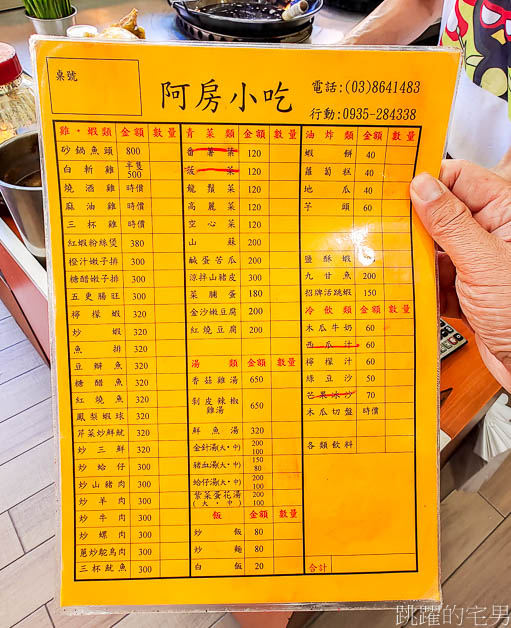 桌號
阿房小吃
電話:(03)8641483
行動:0935-284338
雞、蝦類 金額 數量
砂鍋魚頭 800
白斬雞 半隻 500
燒酒雞 時價
麻油雞 時價
三杯雞 時價
紅蝦粉絲煲 380
橙汁嫩子排 300
糖醋嫩子排 300
五更腸旺 300
檸檬蝦 320
炒蝦 320
魚排 320
豆瓣魚 320
糖醋魚 320
紅燒魚 320
鳳梨蝦球 320
芹菜炒鮮魷 320
炒三鮮 320
炒蛤仔 300
炒山豬肉 300
炒羊肉 300
炒牛肉 300
炒螺肉 300
蔥炒鴕鳥肉 300
三杯魷魚 300
青菜類 金額 數量
番薯葉 120
菠菜 120
龍鬚菜 120
高麗菜 120
空心菜 120
山蘇 200
鹹蛋苦瓜 200
涼拌山豬皮 300
菜脯蛋 180
金沙嫩豆腐 200
紅燒豆腐 200
湯類 金額 數量
香菇雞湯 650
剝皮辣椒雞湯 650
鮮魚湯 320
金針湯(大、中) 200 100
豬血湯(大、中) 150 80
蛤仔湯(大、中) 200 100
紫菜蛋花湯(大、中) 200 100
飯 金額 數量
炒飯 80
炒麵 80
白飯 20
油炸類 金額 數量
蝦餅 40
蘿蔔糕 40
地瓜 40
芋頭 60
鹽酥蝦
九母魚 200
招牌活跳蝦 150
冷飲類 金額 數量
木瓜牛奶 60
西瓜汁 60
檸檬汁 60
綠豆沙 50
芒果冰沙 70
木瓜切盤 時價
各類飲料
合計
跳躍的宅男